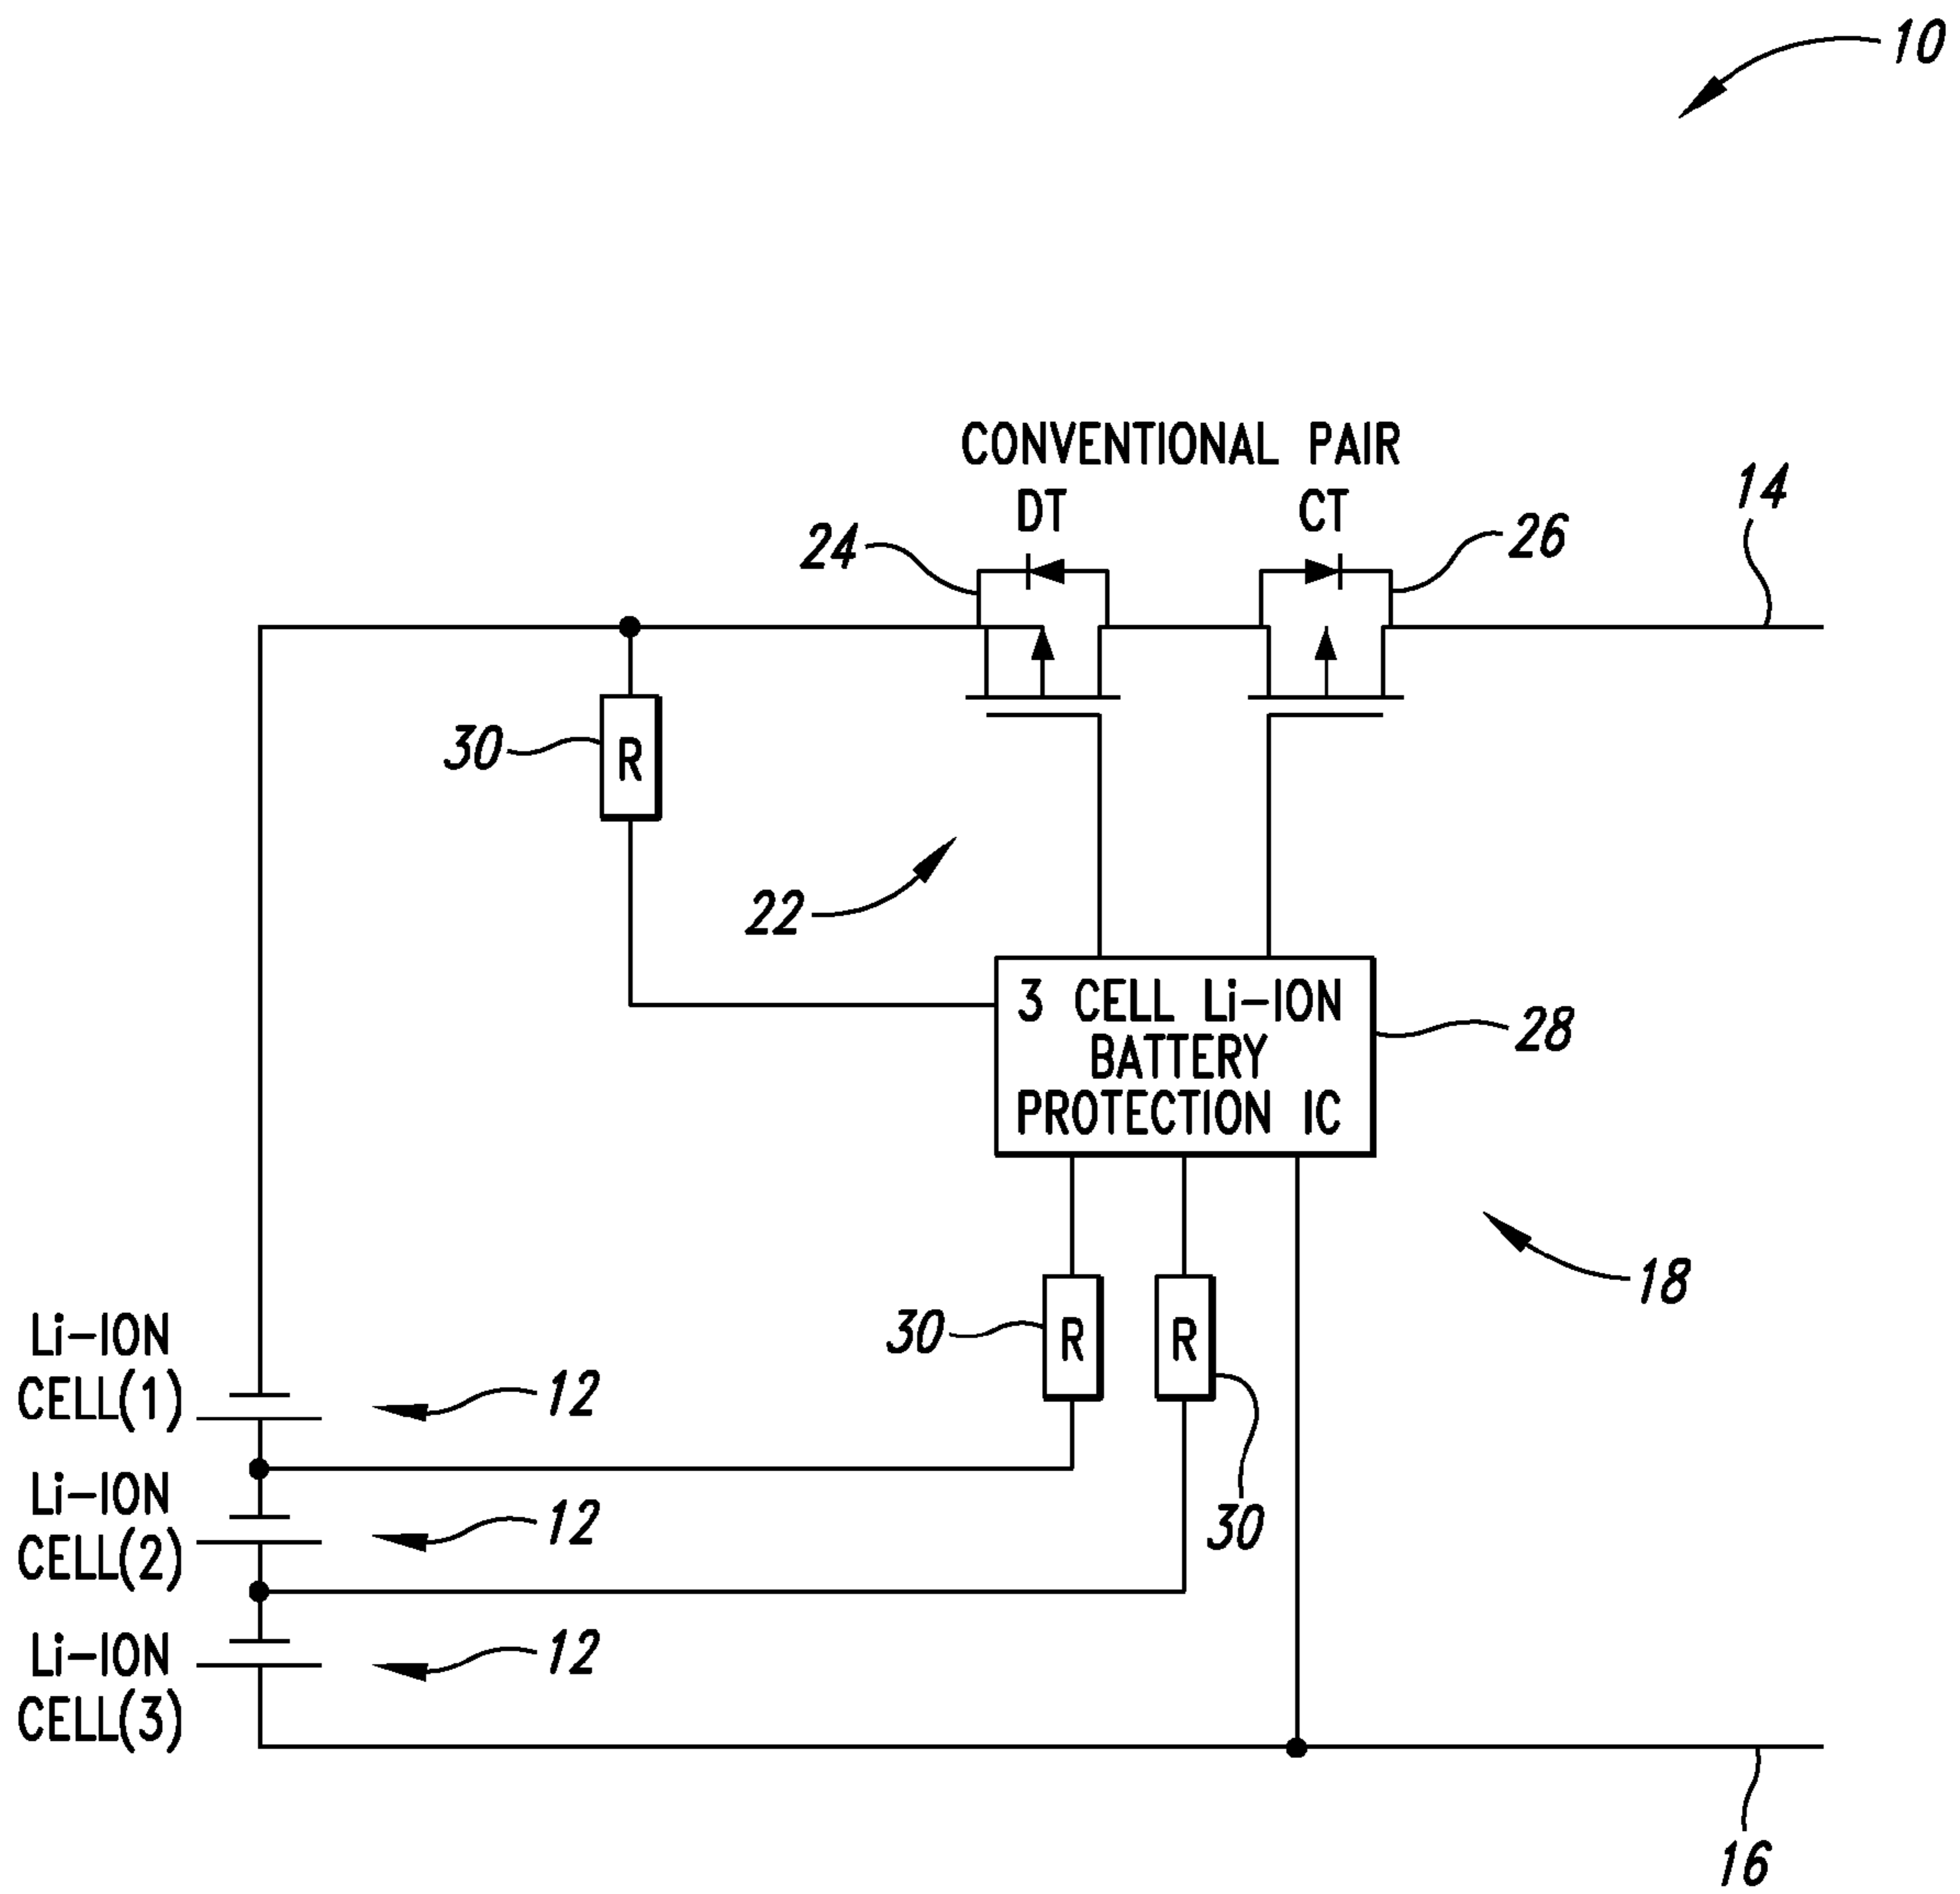 10
CONVENTIONAL PAIR
DT CT
14
24
26
30
R
22
3 CELL Li-ION
BATTERY
PROTECTION IC
28
18
Li-ION
CELL(1)
12
30
R
R
30
Li-ION
CELL(2)
12
Li-ION
CELL(3)
12
16